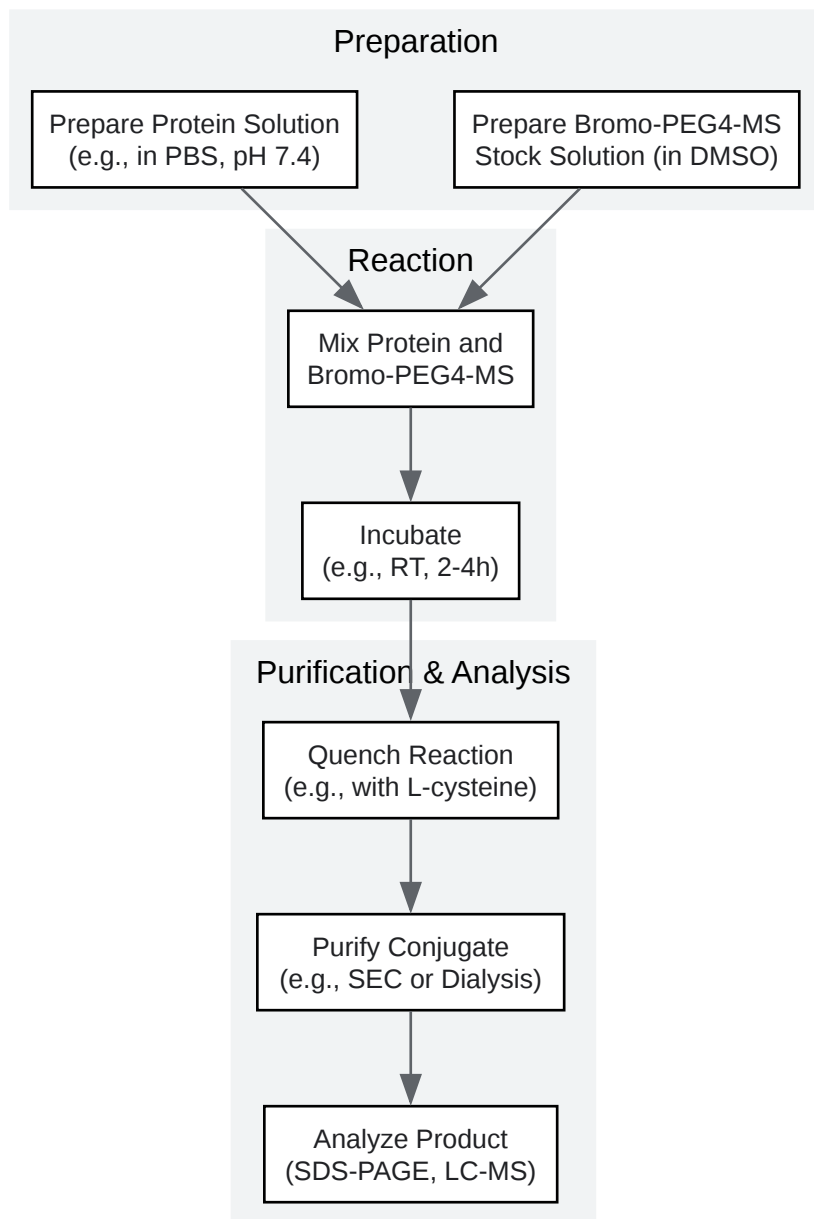 Preparation
Prepare Protein Solution
(e.g., in PBS, pH 7.4)
Prepare Bromo-PEG4-MS
Stock Solution (in DMSO)
Reaction
Mix Protein and
Bromo-PEG4-MS
Incubate
(e.g., RT, 2-4h)
Purification & Analysis
Quench Reaction
(e.g., with L-cysteine)
Purify Conjugate
(e.g., SEC or Dialysis)
Analyze Product
(SDS-PAGE, LC-MS)